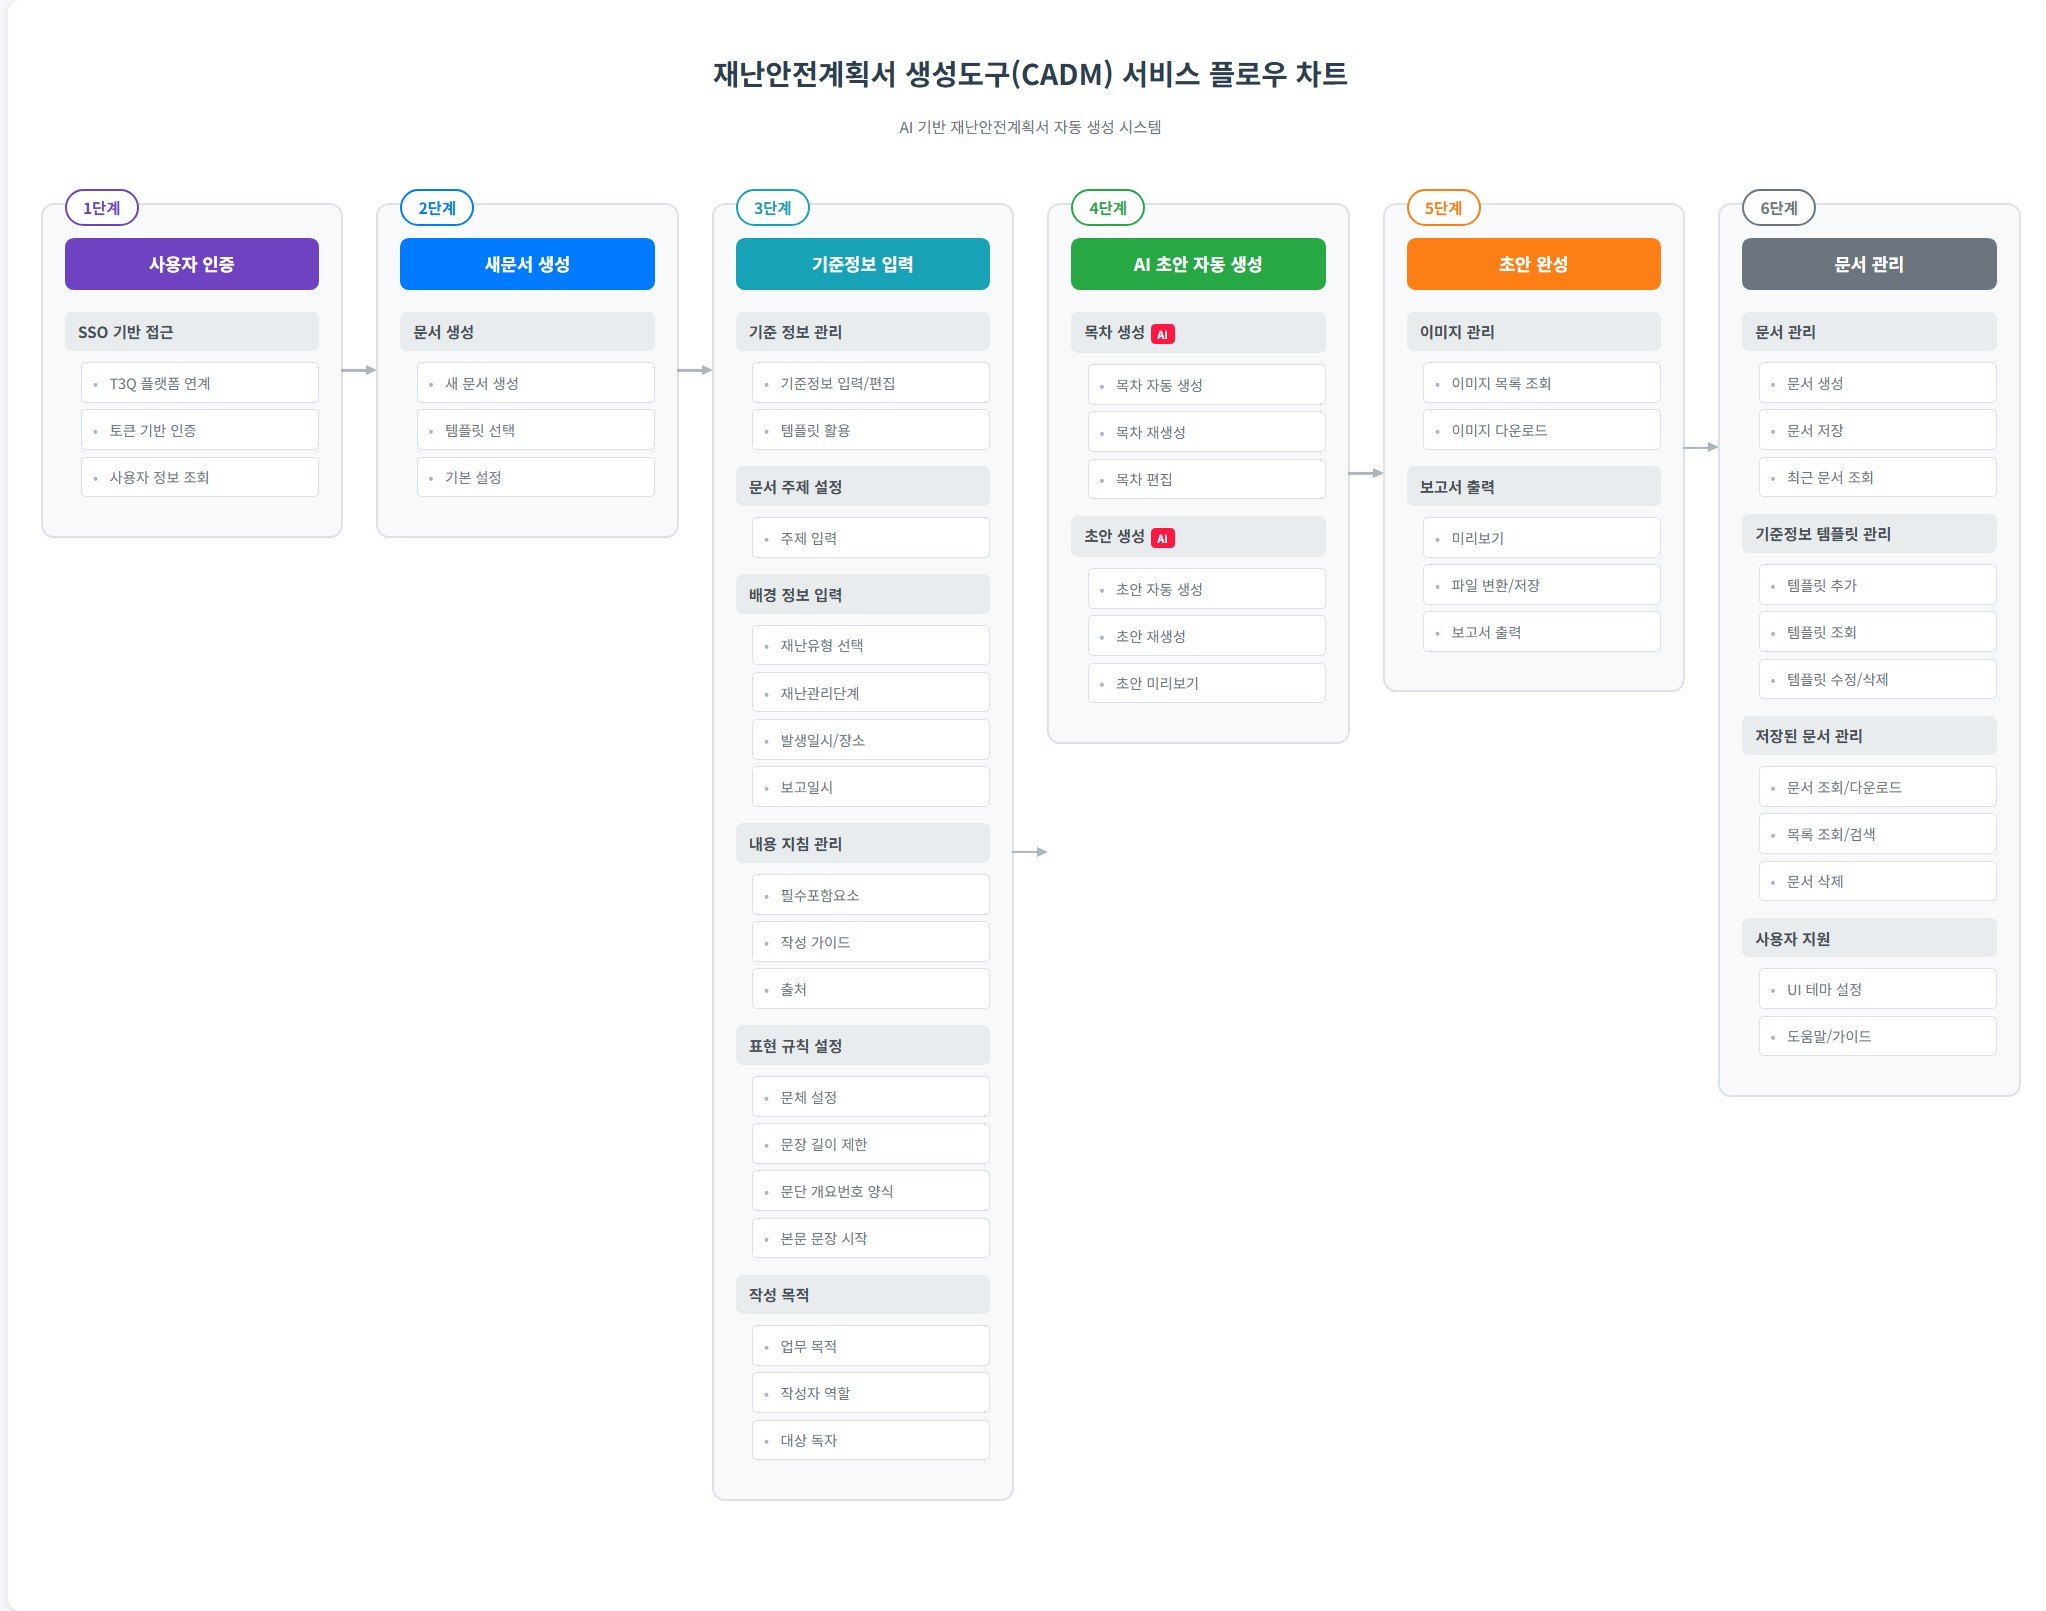 재난안전계획서 생성도구(CADM) 서비스 플로우 차트
AI 기반 재난안전계획서 자동 생성 시스템
1단계
사용자 인증
SSO 기반 접근
• T3Q 플랫폼 연계
• 토큰 기반 인증
• 사용자 정보 조회
2단계
새문서 생성
문서 생성
• 새 문서 생성
• 템플릿 선택
• 기본 설정
3단계
기준정보 입력
기준 정보 관리
• 기준정보 입력/편집
• 템플릿 활용
문서 주제 설정
• 주제 입력
배경 정보 입력
• 재난유형 선택
• 재난관리단계
• 발생일시/장소
• 보고일시
내용 지침 관리
• 필수포함요소
• 작성 가이드
• 출처
표현 규칙 설정
• 문체 설정
• 문장 길이 제한
• 문단 개요번호 양식
• 본문 문장 시작
작성 목적
• 업무 목적
• 작성자 역할
• 대상 독자
4단계
AI 초안 자동 생성
목차 생성 AI
• 목차 자동 생성
• 목차 재생성
• 목차 편집
초안 생성 AI
• 초안 자동 생성
• 초안 재생성
• 초안 미리보기
5단계
초안 완성
이미지 관리
• 이미지 목록 조회
• 이미지 다운로드
보고서 출력
• 미리보기
• 파일 변환/저장
• 보고서 출력
6단계
문서 관리
문서 관리
• 문서 생성
• 문서 저장
• 최근 문서 조회
기준정보 템플릿 관리
• 템플릿 추가
• 템플릿 조회
• 템플릿 수정/삭제
저장된 문서 관리
• 문서 조회/다운로드
• 목록 조회/검색
• 문서 삭제
사용자 지원
• UI 테마 설정
• 도움말/가이드